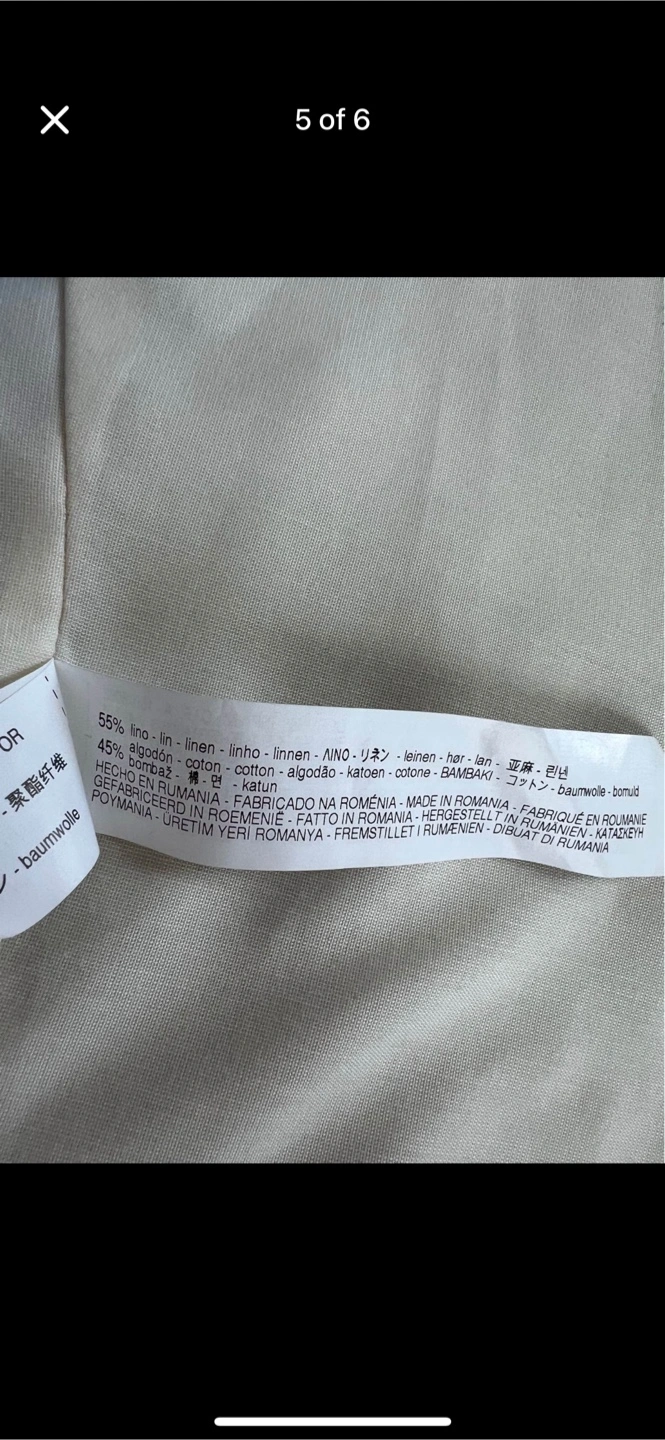 5 of 6
OR
- 聚酯纤维
- baumwolle
55% lino - lin - linen - linho - linnen - ΛΙΝΟ - リネン - leinen - hør - lan - 亚麻 - 린넨
45% algodón - coton - cotton - algodão - katoen - cotone - BAMBAKI - コットン - baumwolle - bomuld
bombaž - 棉 - 면 - katun
HECHO EN RUMANIA - FABRICADO NA ROMÉNIA - MADE IN ROMANIA - FABRIQUÉ EN ROUMANIE
GEFABRICEERD IN ROEMENIË - FATTO IN ROMANIA - HERGESTELLT IN RUMÄNIEN - ΚΑΤΑΣΚΕΥΗ
ΡΟΥΜΑΝΙΑ - ÜRETİM YERİ ROMANYA - FREMSTILLET I RUMÆNIEN - DIBUAT DI RUMANIA